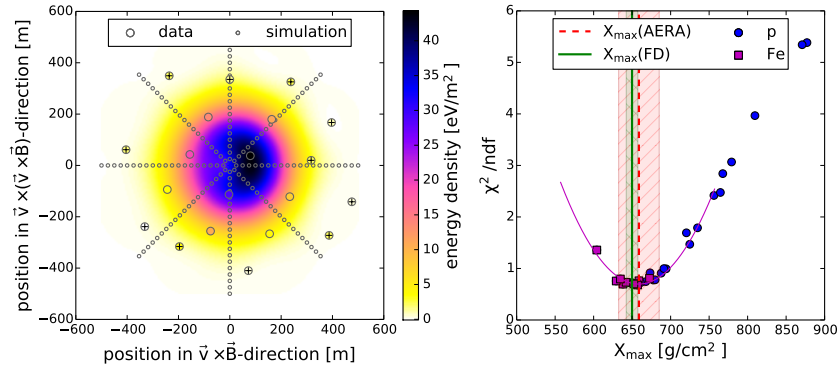 data simulation
600
400
200
0
−200
−400
−600
−600 −400 −200 0 200 400 600
position in v⃗ ×(v⃗ ×B⃗)-direction [m]
position in v⃗ ×B⃗-direction [m]
40
35
30
25
20
15
10
5
0
energy density [eV/m²]
X_max(AERA) p
X_max(FD) Fe
6
5
4
3
2
1
0
χ² /ndf
500 550 600 650 700 750 800 850 900
X_max [g/cm²]